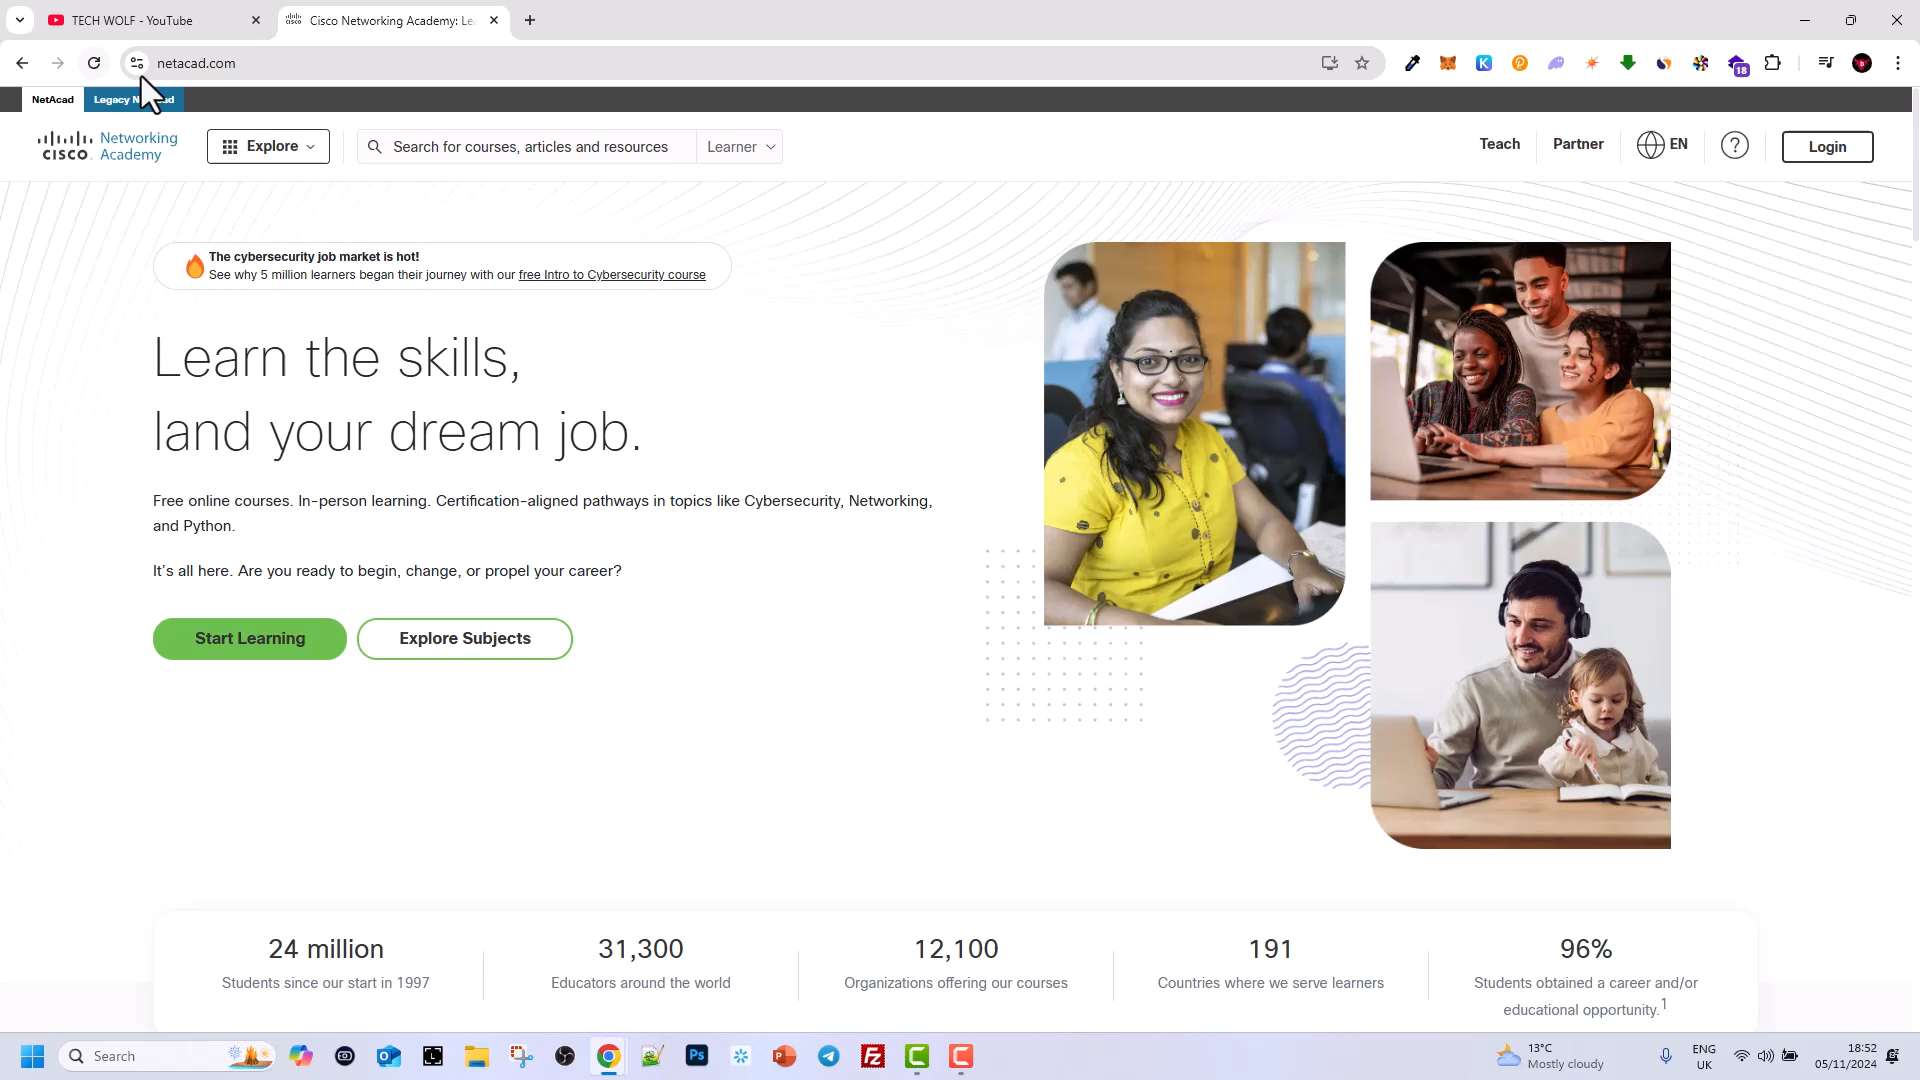 TECH WOLF - YouTube
Cisco Networking Academy: Le
netacad.com
18
NetAcad
Legacy N
Networking
Academy
CISCO
Explore
Search for courses, articles and resources
Learner
Teach
Partner
EN
?
Login
The cybersecurity job market is hot!
See why 5 million learners began their journey with our free Intro to Cybersecurity course
Learn the skills,
land your dream job.
Free online courses. In-person learning. Certification-aligned pathways in topics like Cybersecurity, Networking,
and Python.
It's all here. Are you ready to begin, change, or propel your career?
Start Learning
Explore Subjects
24 million
Students since our start in 1997
31,300
Educators around the world
12,100
Organizations offering our courses
191
Countries where we serve learners
96%
Students obtained a career and/or
educational opportunity.1
Search
13°C
Mostly cloudy
ENG
UK
18:52
05/11/2024